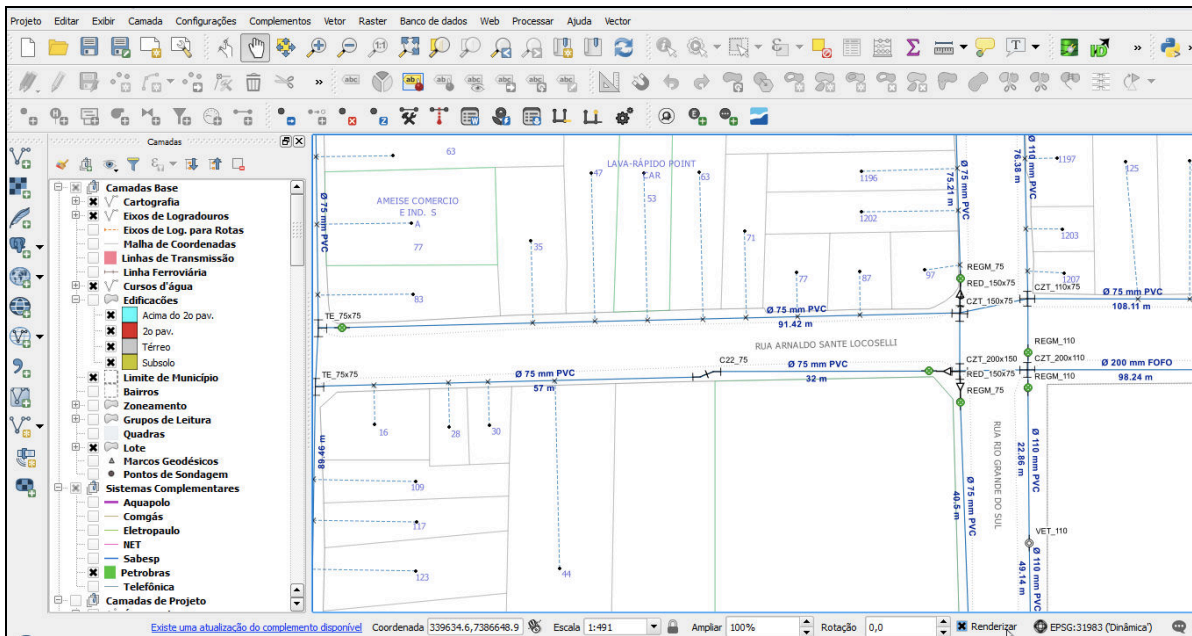 Projeto Editar Exibir Camada Configurações Complementos Vetor Raster Banco de dados Web Processar Ajuda Vector
Camadas
Camadas Base
Cartografia
Eixos de Logradouros
Eixos de Log. para Rotas
Malha de Coordenadas
Linhas de Transmissão
Linha Ferroviária
Cursos d'água
Edificacões
Acima do 2o pav.
2o pav.
Térreo
Subsolo
Limite de Município
Bairros
Zoneamento
Grupos de Leitura
Quadras
Lote
Marcos Geodésicos
Pontos de Sondagem
Sistemas Complementares
Aquapolo
Comgás
Eletropaulo
NET
Sabesp
Petrobras
Telefônica
Camadas de Projeto
63
LAVA-RÁPIDO POINT
CAR
47
53
63
AMEISE COMERCIO
E IND. S
A
77
83
35
71
77
87
97
1196
1202
1197
125
1203
1207
Ø 75 mm PVC
75.21 m
Ø 75 mm PVC
Ø 110 mm PVC
76.38 m
REGM_75
RED_150x75
CZT_150x75
CZT_110x75
Ø 75 mm PVC
108.11 m
TE_75x75
Ø 75 mm PVC
91.42 m
RUA ARNALDO SANTE LOCOSELLI
REGM_110
C22_75
Ø 75 mm PVC
32 m
CZT_200x150
CZT_200x110
RED_150x75
REGM_110
REGM_75
Ø 200 mm FOFO
98.24 m
TE_75x75
Ø 75 mm PVC
57 m
16
28
30
89.46 m
109
117
123
44
RUA RIO GRANDE DO SUL
Ø 75 mm PVC
40.5 m
Ø 110 mm PVC
22.86 m
VET_110
Ø 110 mm PVC
49.14 m
Existe uma atualização do complemento disponível Coordenada 339634.6,7386648.9 Escala 1:491 Ampliar 100% Rotação 0,0 Renderizar EPSG:31983 ('Dinâmica')